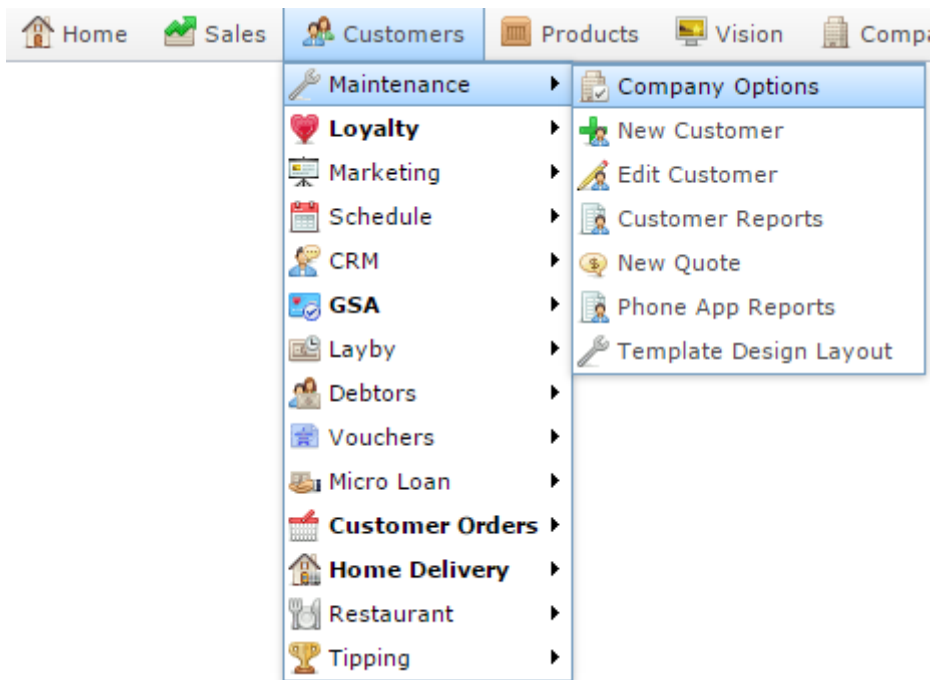 Home Sales Customers Products Vision Compa
Maintenance
Loyalty
Marketing
Schedule
CRM
GSA
Layby
Debtors
Vouchers
Micro Loan
Customer Orders
Home Delivery
Restaurant
Tipping
Company Options
New Customer
Edit Customer
Customer Reports
New Quote
Phone App Reports
Template Design Layout